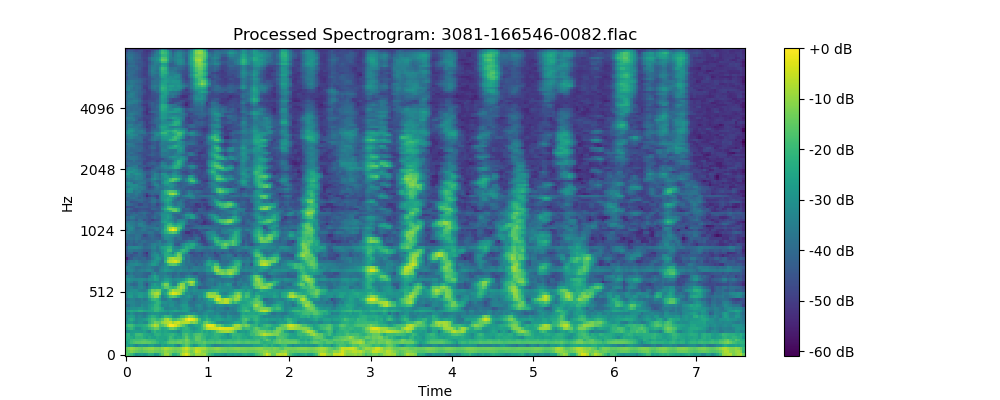 Processed Spectrogram: 3081-166546-0082.flac
Hz
4096
2048
1024
512
0
0 1 2 3 4 5 6 7
Time
+0 dB
-10 dB
-20 dB
-30 dB
-40 dB
-50 dB
-60 dB